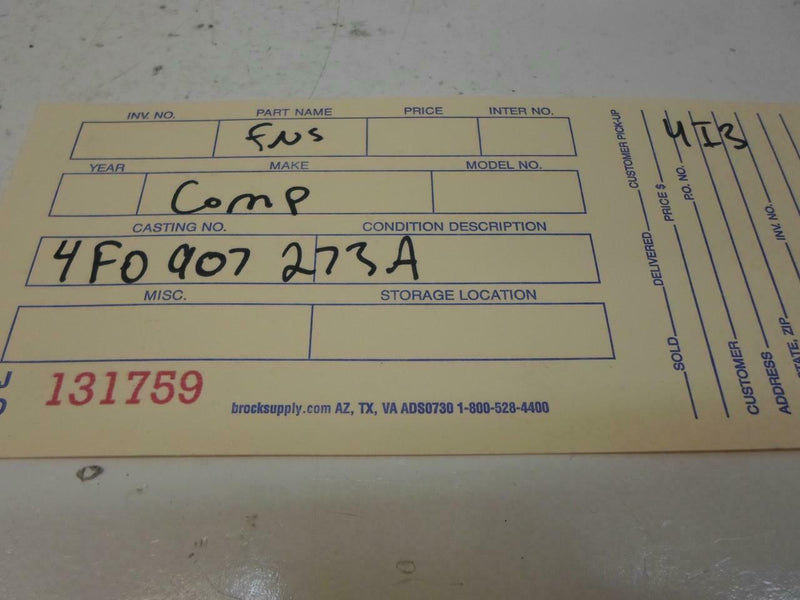 INV. NO. PART NAME PRICE INTER NO.
FNS
YEAR MAKE MODEL NO.
Comp
CASTING NO. CONDITION DESCRIPTION
4F0 907 273A
MISC. STORAGE LOCATION
131759
brocksupply.com AZ, TX, VA ADS0730 1-800-528-4400
SOLD DELIVERED CUSTOMER PICK-UP
PRICE $
P.O. NO.
4I3
CUSTOMER
ADDRESS INV. NO.
STATE, ZIP